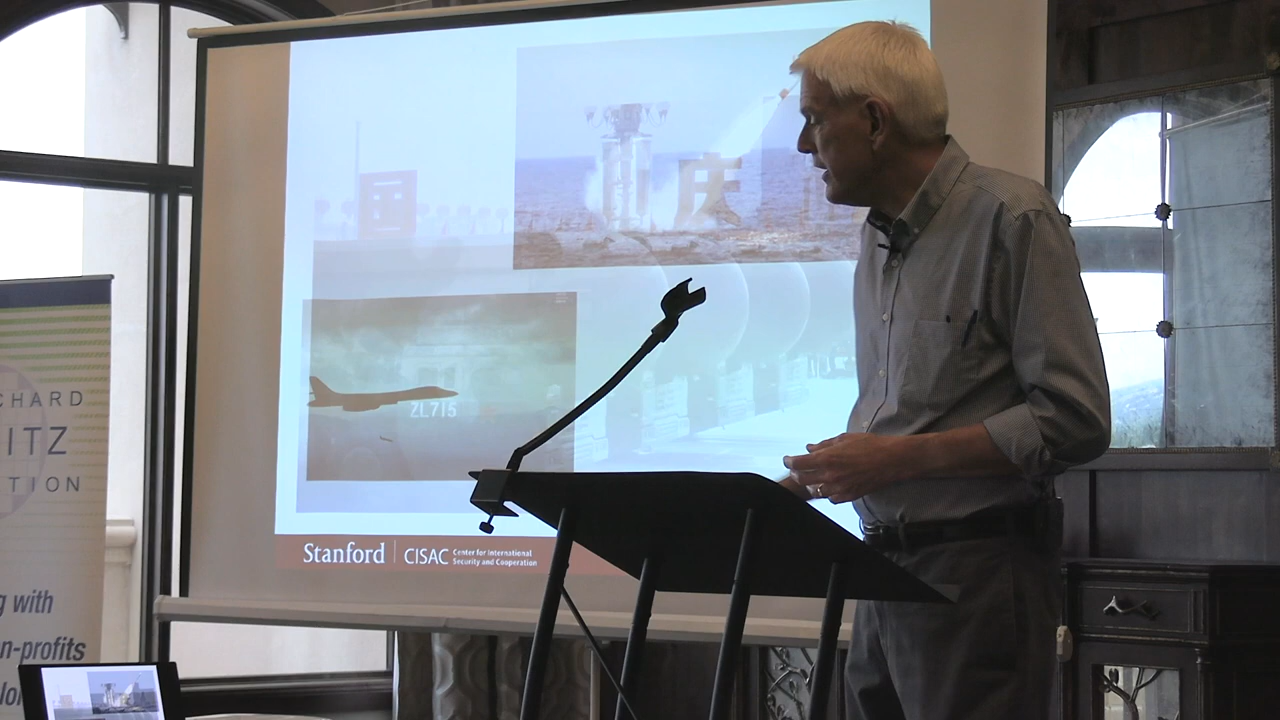 庆
ZL715
Stanford
CISAC
Center for International
Security and Cooperation
CHARD
ITZ
TION
g with
n-profits